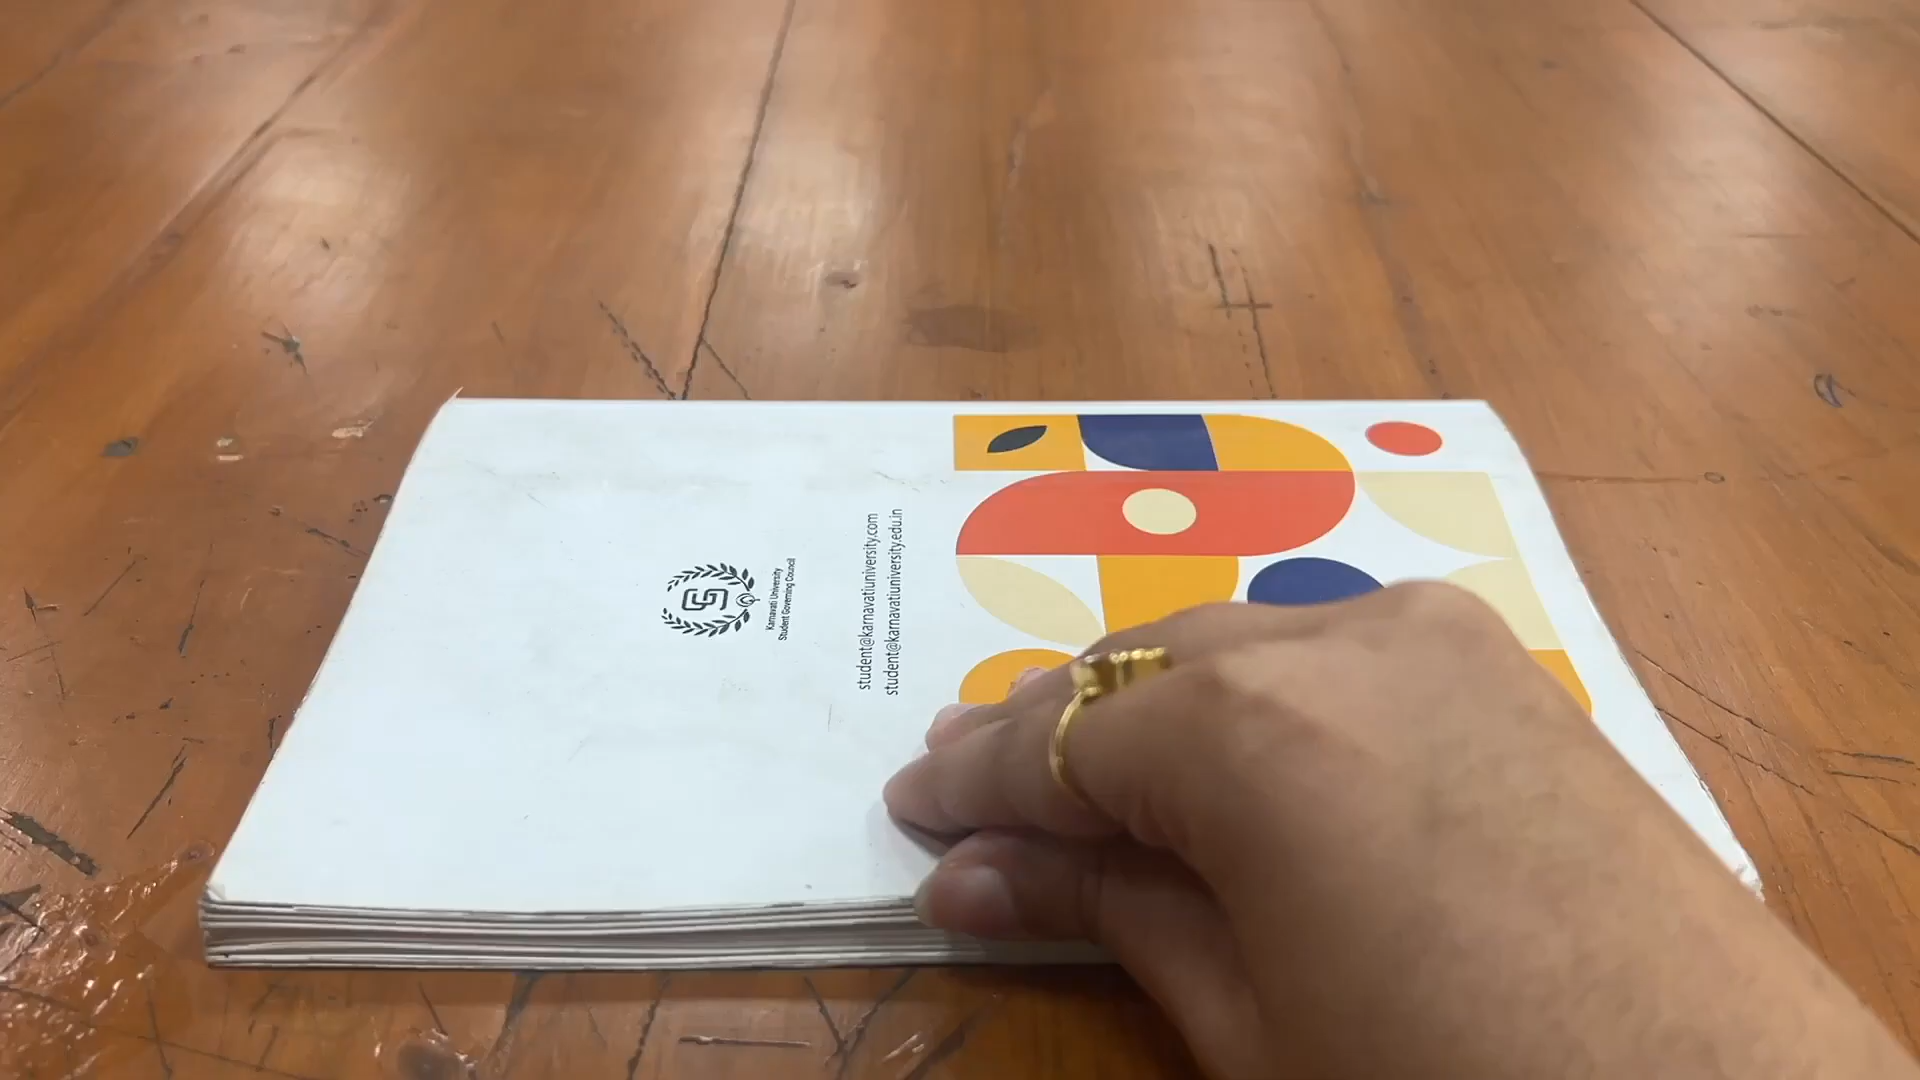 Karnavati University
Student Governing Council
student@karnavatiuniversity.com
student@karnavatiuniversity.edu.in